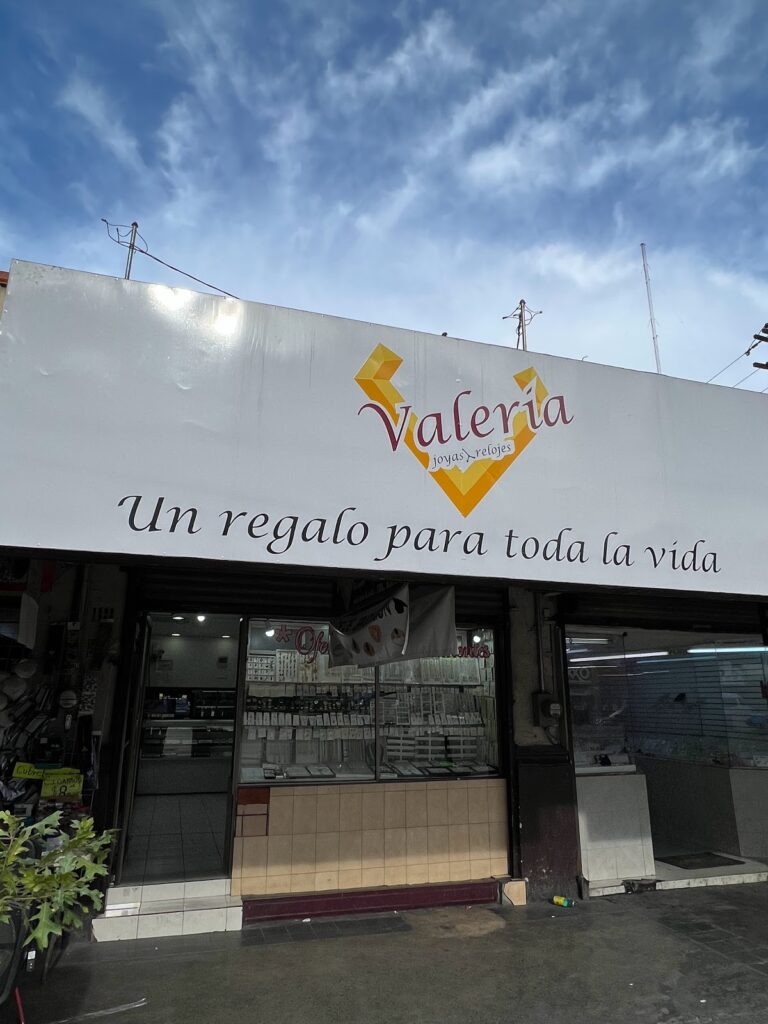 Valeria
joyas y relojes
Un regalo para toda la vida